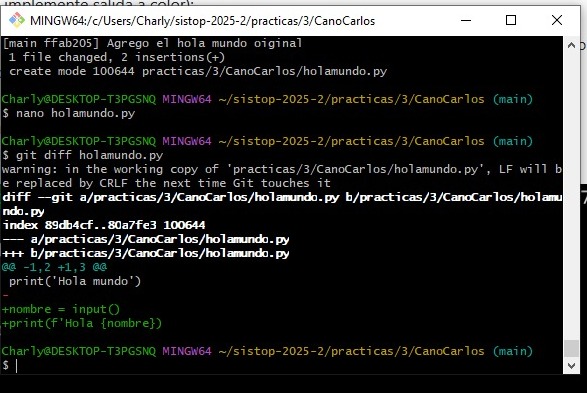 implemente salida a color):
MINGW64:/c/Users/Charly/sistop-2025-2/practicas/3/CanoCarlos
[main ffab205] Agrego el hola mundo oiginal
 1 file changed, 2 insertions(+)
 create mode 100644 practicas/3/CanoCarlos/holamundo.py
Charly@DESKTOP-T3PGSNQ MINGW64 ~/sistop-2025-2/practicas/3/CanoCarlos (main)
$ nano holamundo.py
Charly@DESKTOP-T3PGSNQ MINGW64 ~/sistop-2025-2/practicas/3/CanoCarlos (main)
$ git diff holamundo.py
warning: in the working copy of 'practicas/3/CanoCarlos/holamundo.py', LF will b
e replaced by CRLF the next time Git touches it
diff --git a/practicas/3/CanoCarlos/holamundo.py b/practicas/3/CanoCarlos/holamu
ndo.py
index 89db4cf..80a7fe3 100644
--- a/practicas/3/CanoCarlos/holamundo.py
+++ b/practicas/3/CanoCarlos/holamundo.py
@@ -1,2 +1,3 @@
 print('Hola mundo')
-
+nombre = input()
+print(f'Hola {nombre})
Charly@DESKTOP-T3PGSNQ MINGW64 ~/sistop-2025-2/practicas/3/CanoCarlos (main)
$